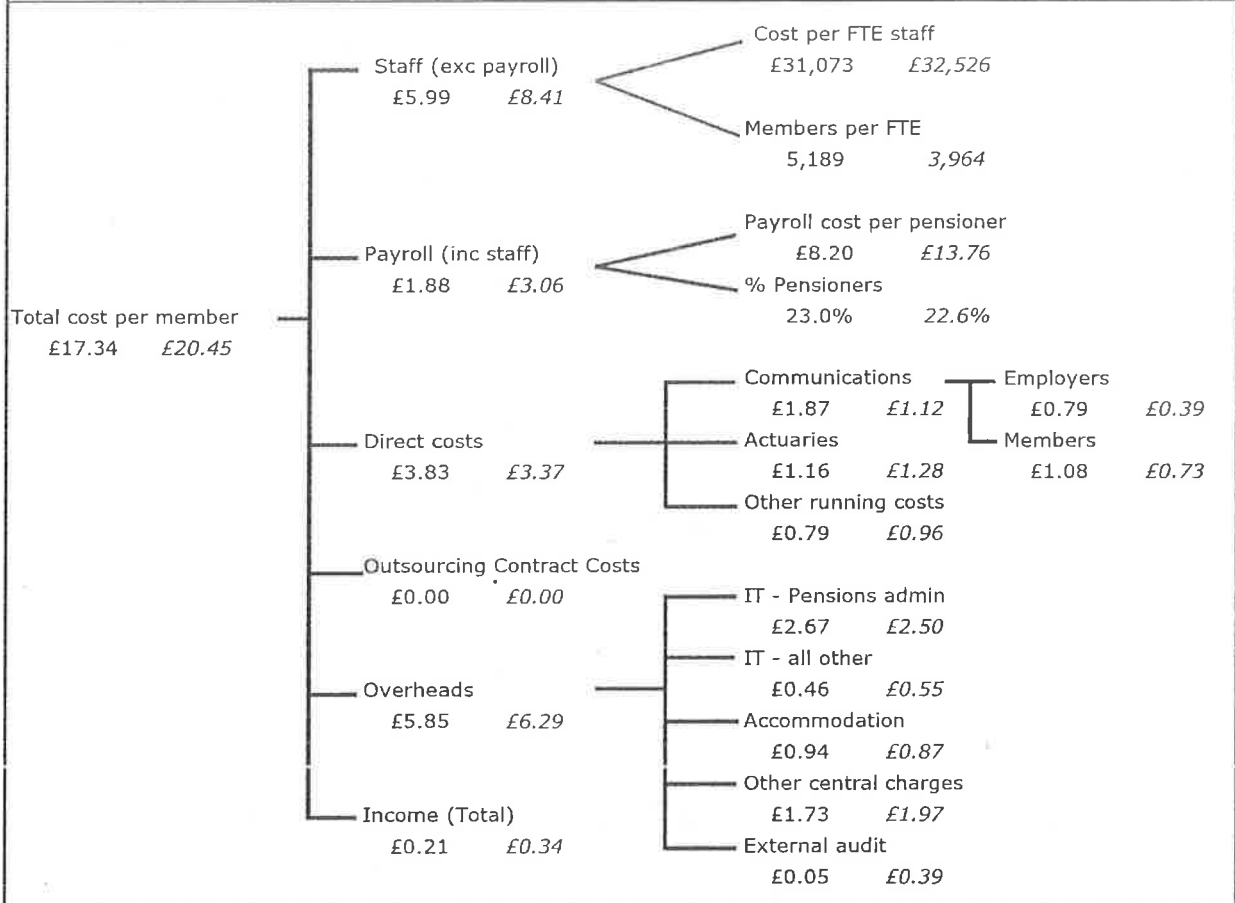 Cost per FTE staff
£31,073 £32,526
Staff (exc payroll)
£5.99 £8.41
Members per FTE
5,189 3,964
Payroll cost per pensioner
£8.20 £13.76
Payroll (inc staff)
£1.88 £3.06
% Pensioners
23.0% 22.6%
Total cost per member
£17.34 £20.45
Communications
£1.87 £1.12
Employers
£0.79 £0.39
Direct costs
£3.83 £3.37
Actuaries
£1.16 £1.28
Members
£1.08 £0.73
Other running costs
£0.79 £0.96
Outsourcing Contract Costs
£0.00 £0.00
IT - Pensions admin
£2.67 £2.50
IT - all other
£0.46 £0.55
Overheads
£5.85 £6.29
Accommodation
£0.94 £0.87
Other central charges
£1.73 £1.97
Income (Total)
£0.21 £0.34
External audit
£0.05 £0.39